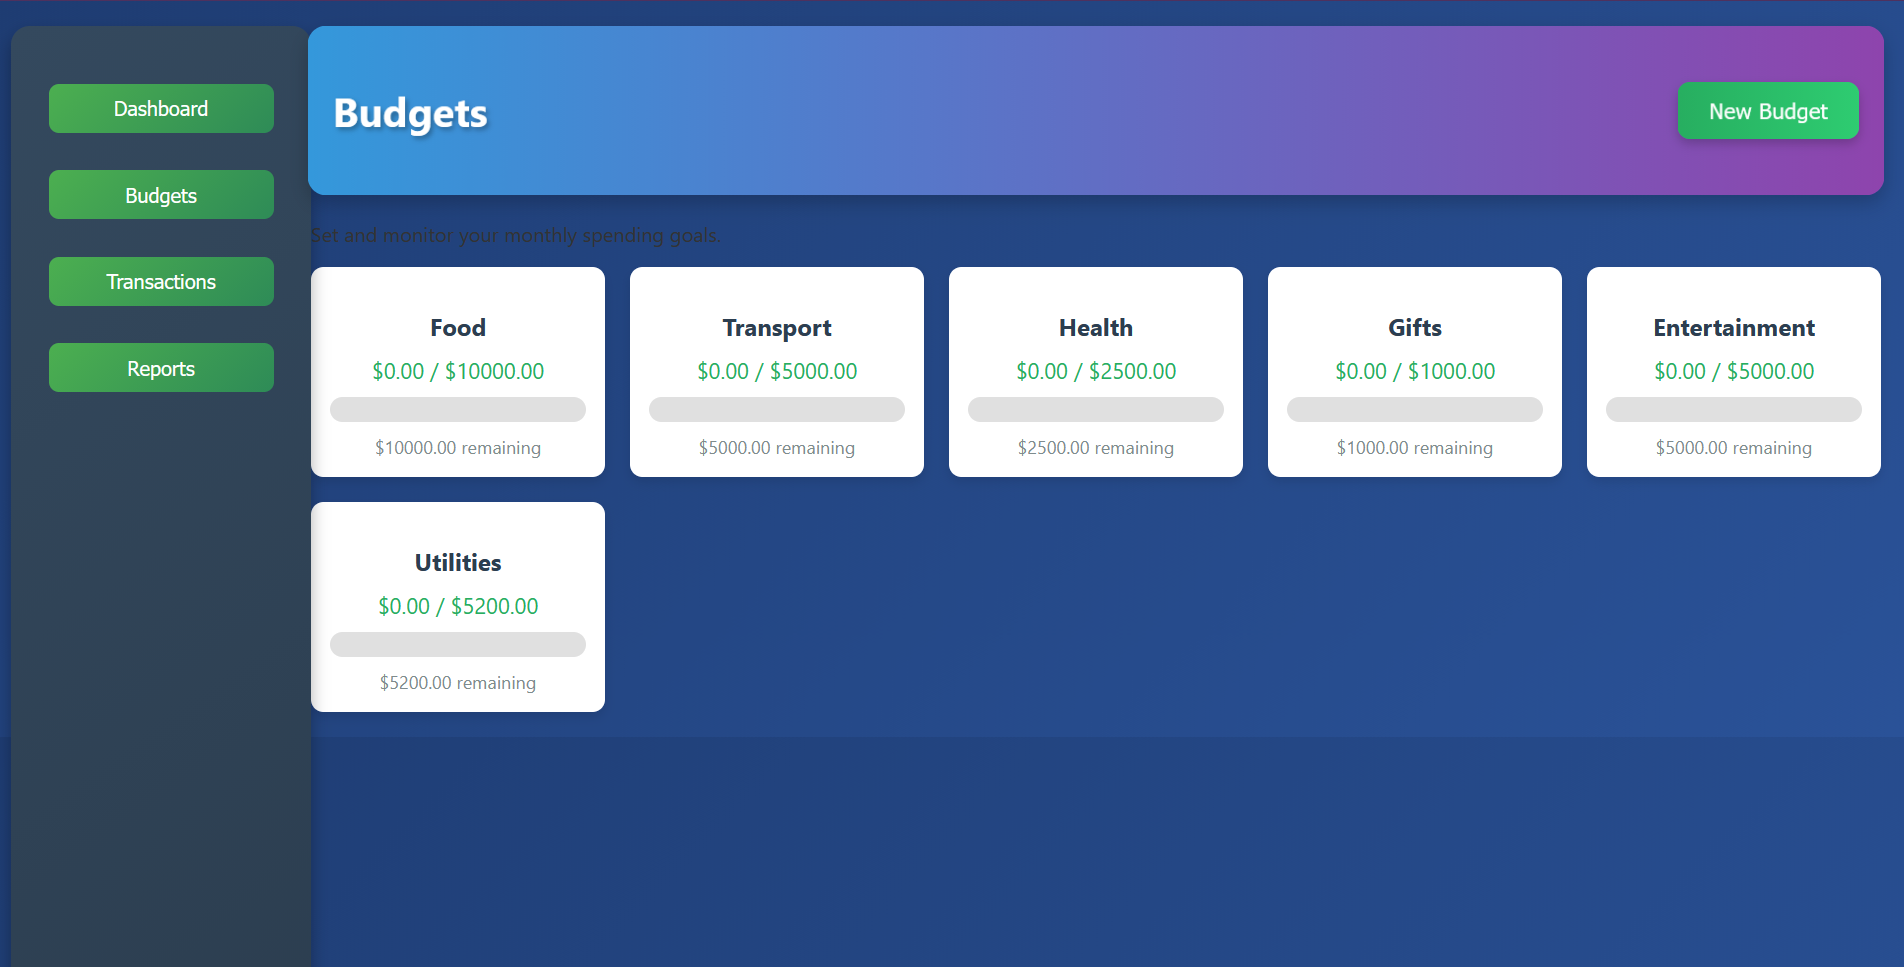 Dashboard
Budgets
Transactions
Reports
Budgets
New Budget
Set and monitor your monthly spending goals.
Food
$0.00 / $10000.00
$10000.00 remaining
Transport
$0.00 / $5000.00
$5000.00 remaining
Health
$0.00 / $2500.00
$2500.00 remaining
Gifts
$0.00 / $1000.00
$1000.00 remaining
Entertainment
$0.00 / $5000.00
$5000.00 remaining
Utilities
$0.00 / $5200.00
$5200.00 remaining